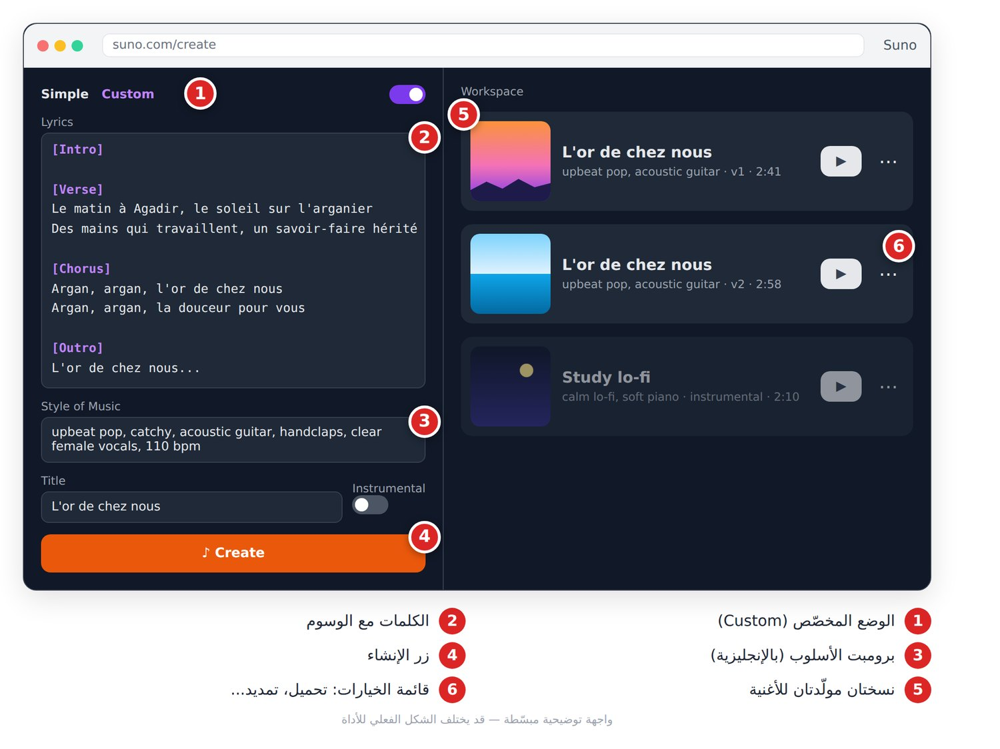 suno.com/create
Suno
Simple Custom
1
Lyrics
2
[Intro]
[Verse]
Le matin à Agadir, le soleil sur l'arganier
Des mains qui travaillent, un savoir-faire hérité
[Chorus]
Argan, argan, l'or de chez nous
Argan, argan, la douceur pour vous
[Outro]
L'or de chez nous...
Style of Music
3
upbeat pop, catchy, acoustic guitar, handclaps, clear
female vocals, 110 bpm
Title
Instrumental
L'or de chez nous
4
♪ Create
Workspace
5
L'or de chez nous
upbeat pop, acoustic guitar · v1 · 2:41
▶ ...
6
L'or de chez nous
upbeat pop, acoustic guitar · v2 · 2:58
▶ ...
Study lo-fi
calm lo-fi, soft piano · instrumental · 2:10
▶ ...
1 الوضع المخصّص (Custom)
2 الكلمات مع الوسوم
3 برومبت الأسلوب (بالإنجليزية)
4 زر الإنشاء
5 نسختان مولّدتان للأغنية
6 قائمة الخيارات: تحميل، تمديد...
واجهة توضيحية مبسّطة — قد يختلف الشكل الفعلي للأداة